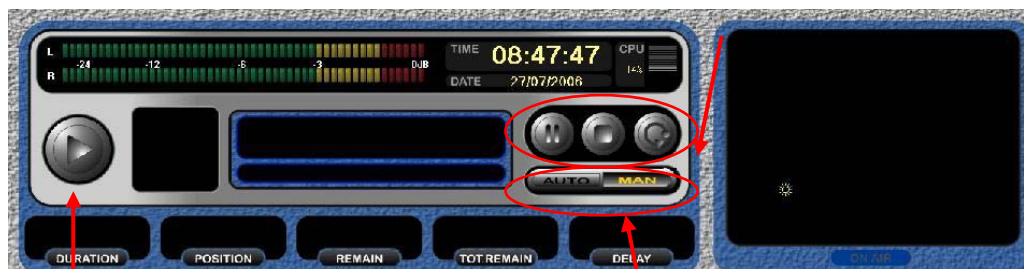 L
-24 -12 -6 -3 0dB
R
TIME 08:47:47 CPU
14%
DATE 27/07/2006
AUTO MAN
DURATION POSITION REMAIN TOT REMAIN DELAY
ON AIR